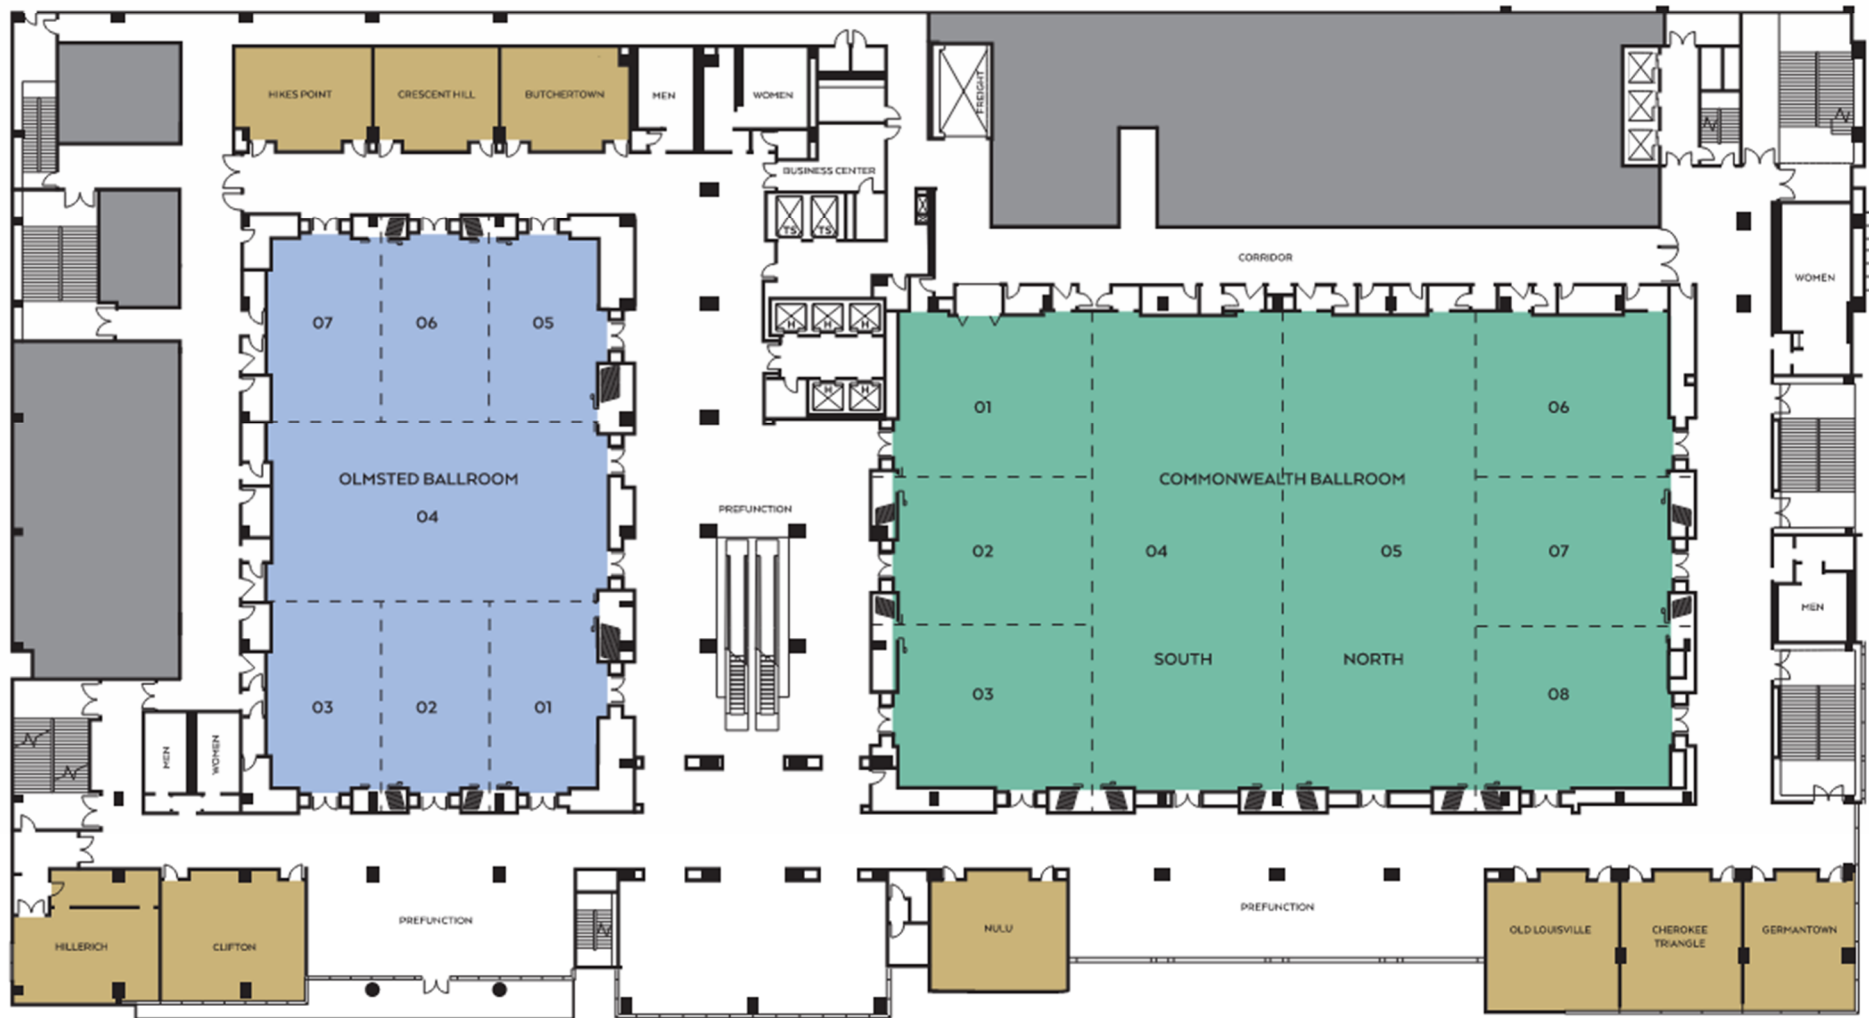 HIKES POINT
CRESCENT HILL
BUTCHERTOWN
MEN
WOMEN
FREIGHT
BUSINESS CENTER
TS
TS
CORRIDOR
WOMEN
H
H
H
H
H
07
06
05
OLMSTED BALLROOM
04
03
02
01
PREFUNCTION
01
06
COMMONWEALTH BALLROOM
02
04
05
07
SOUTH
NORTH
03
08
MEN
MEN
WOMEN
HILLERICH
CLIFTON
PREFUNCTION
NULU
PREFUNCTION
OLD LOUISVILLE
CHEROKEE
TRIANGLE
GERMANTOWN